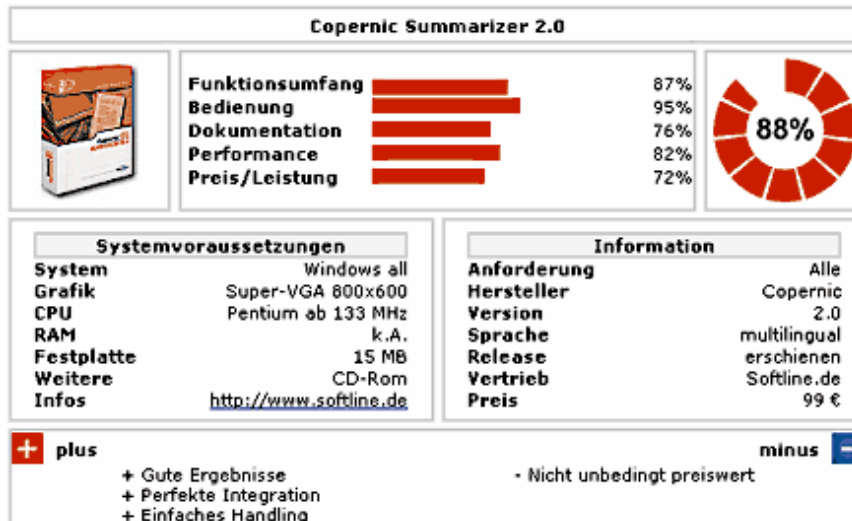 Copernic Summarizer 2.0
Funktionsumfang 87%
Bedienung 95%
Dokumentation 76%
Performance 82%
Preis/Leistung 72%
88%
Systemvoraussetzungen
System Windows all
Grafik Super-VGA 800x600
CPU Pentium ab 133 MHz
RAM k.A.
Festplatte 15 MB
Weitere CD-Rom
Infos http://www.softline.de
Information
Anforderung Alle
Hersteller Copernic
Version 2.0
Sprache multilingual
Release erschienen
Vertrieb Softline.de
Preis 99 €
+ plus
+ Gute Ergebnisse
+ Perfekte Integration
+ Einfaches Handling
minus -
- Nicht unbedingt preiswert